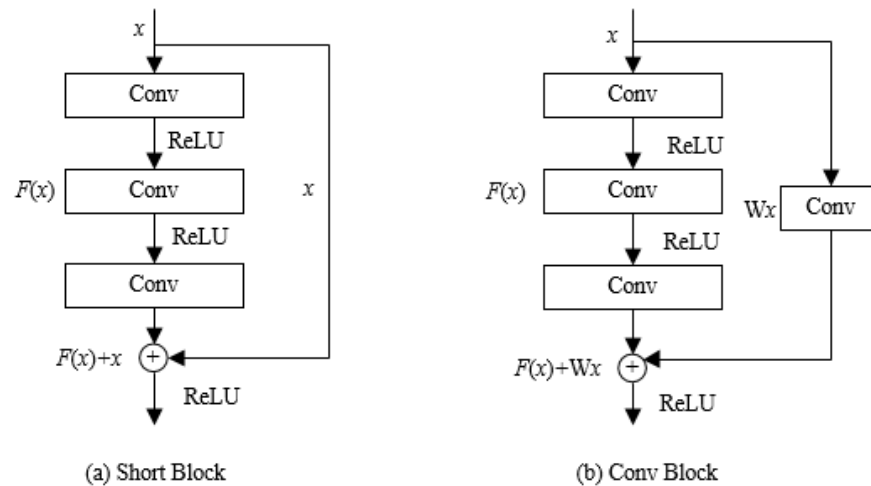 x
Conv
ReLU
F(x)
Conv
x
ReLU
Conv
F(x)+x
+
ReLU
(a) Short Block
x
Conv
ReLU
F(x)
Conv
Wx
Conv
ReLU
Conv
F(x)+Wx
+
ReLU
(b) Conv Block